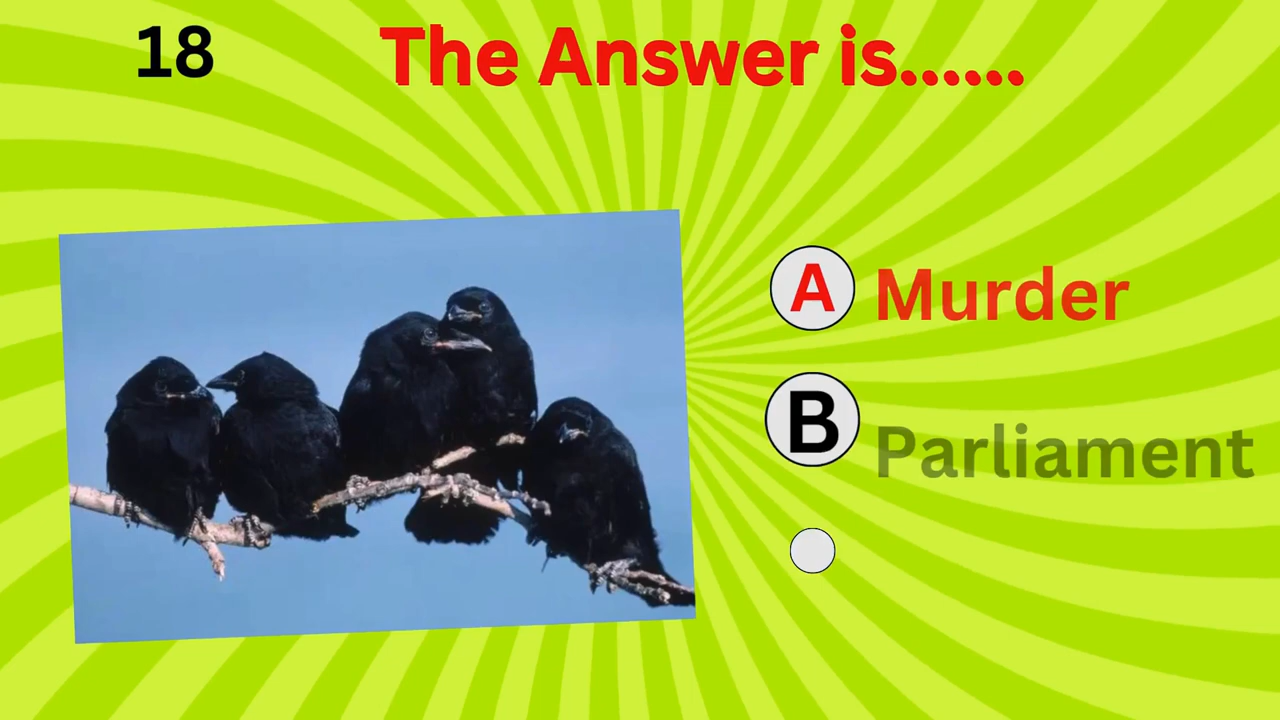 18
The Answer is......
A Murder
B Parliament